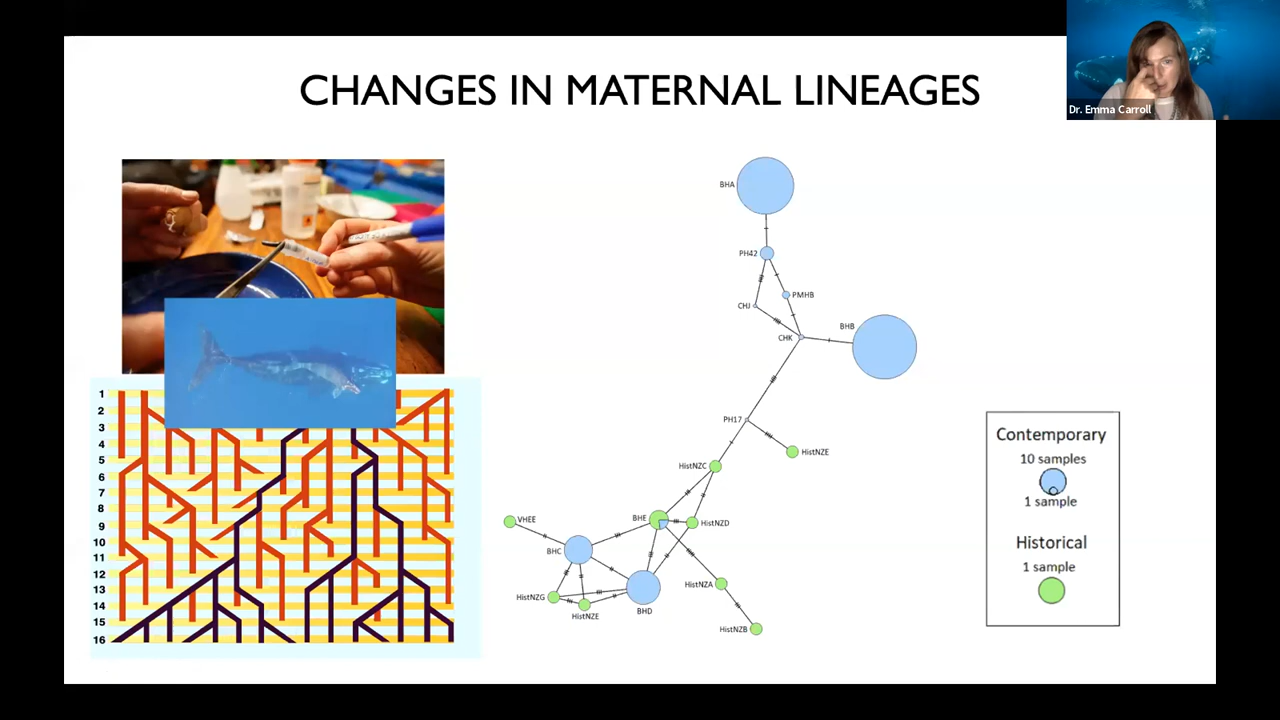 CHANGES IN MATERNAL LINEAGES
Dr. Emma Carroll
1
2
3
4
5
6
7
8
9
10
11
12
13
14
15
16
BHA
PH42
PMHB
CHJ
CHK
BHB
PH17
HistNZE
HistNZC
VHEE
BHE
HistNZD
BHC
HistNZA
HistNZG
HistNZE
BHD
HistNZB
Contemporary
10 samples
1 sample
Historical
1 sample